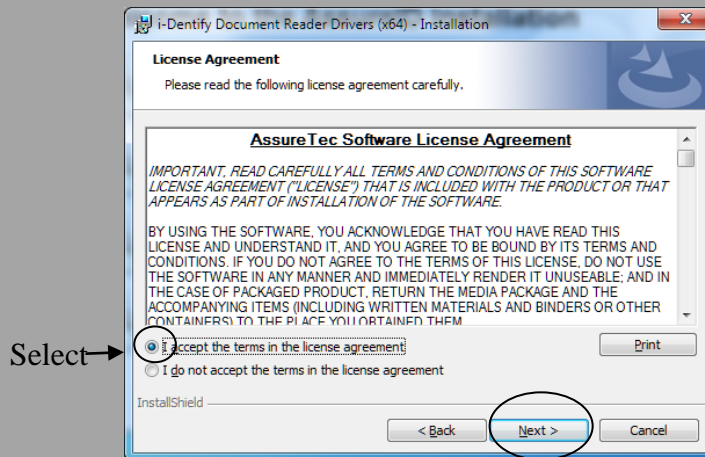 i-Dentify Document Reader Drivers (x64) - Installation
License Agreement
Please read the following license agreement carefully.
AssureTec Software License Agreement
IMPORTANT, READ CAREFULLY ALL TERMS AND CONDITIONS OF THIS SOFTWARE
LICENSE AGREEMENT ("LICENSE") THAT IS INCLUDED WITH THE PRODUCT OR THAT
APPEARS AS PART OF INSTALLATION OF THE SOFTWARE.
BY USING THE SOFTWARE, YOU ACKNOWLEDGE THAT YOU HAVE READ THIS
LICENSE AND UNDERSTAND IT, AND YOU AGREE TO BE BOUND BY ITS TERMS AND
CONDITIONS. IF YOU DO NOT AGREE TO THE TERMS OF THIS LICENSE, DO NOT USE
THE SOFTWARE IN ANY MANNER AND IMMEDIATELY RENDER IT UNUSEABLE; AND IN
THE CASE OF PACKAGED PRODUCT, RETURN THE MEDIA PACKAGE AND THE
ACCOMPANYING ITEMS (INCLUDING WRITTEN MATERIALS AND BINDERS OR OTHER
CONTAINERS) TO THE PLACE YOU OBTAINED THEM
Select
I accept the terms in the license agreement
Print
I do not accept the terms in the license agreement
InstallShield
< Back
Next >
Cancel